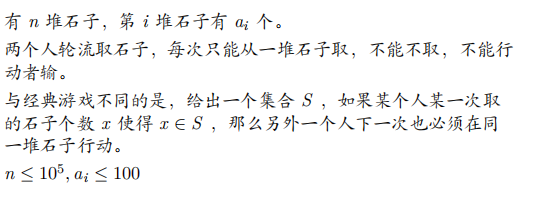 有 n 堆石子，第 i 堆石子有 a_i 个。
两个人轮流取石子，每次只能从一堆石子取，不能不取，不能行
动者输。
与经典游戏不同的是，给出一个集合 S ，如果某个人某一次取
的石子个数 x 使得 x ∈ S ，那么另外一个人下一次也必须在同
一堆石子行动。
n ≤ 10^5, a_i ≤ 100